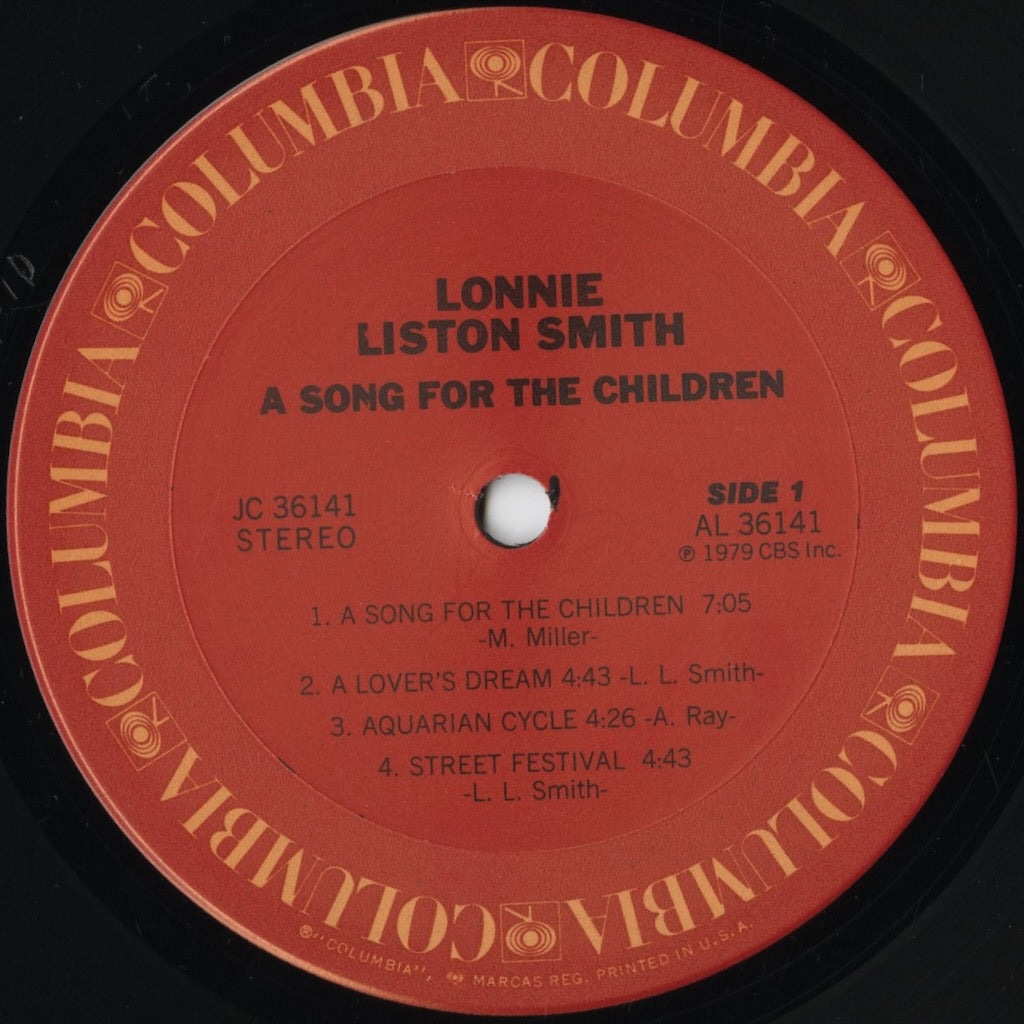 COLUMBIA COLUMBIA COLUMBIA COLUMBIA COLUMBIA COLUMBIA
LONNIE
LISTON SMITH
A SONG FOR THE CHILDREN
JC 36141
STEREO
SIDE 1
AL 36141
℗ 1979 CBS Inc.
1. A SONG FOR THE CHILDREN 7:05
-M. Miller-
2. A LOVER'S DREAM 4:43 -L. L. Smith-
3. AQUARIAN CYCLE 4:26 -A. Ray-
4. STREET FESTIVAL 4:43
-L. L. Smith-
®"COLUMBIA", MARCAS REG. PRINTED IN U.S.A.